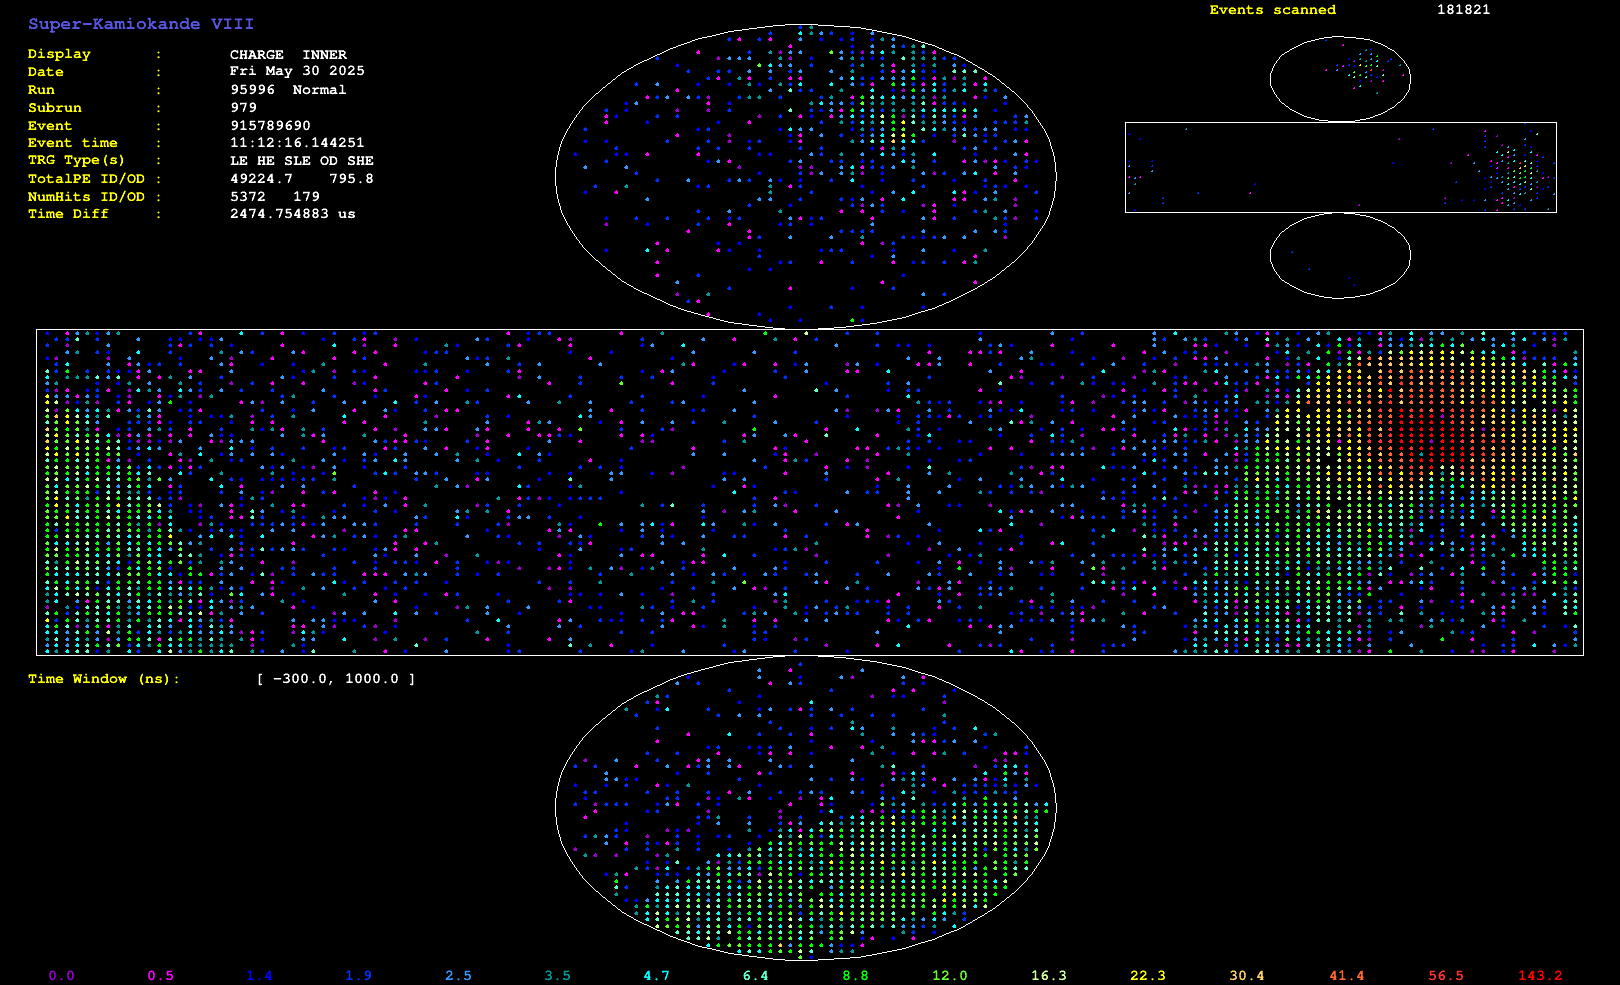 Super-Kamiokande VIII
Events scanned 181821
Display : CHARGE INNER
Date : Fri May 30 2025
Run : 95996 Normal
Subrun : 979
Event : 915789690
Event time : 11:12:16.144251
TRG Type(s) : LE HE SLE OD SHE
TotalPE ID/OD : 49224.7 795.8
NumHits ID/OD : 5372 179
Time Diff : 2474.754883 us
Time Window (ns): [ -300.0, 1000.0 ]
0.0 0.5 1.4 1.9 2.5 3.5 4.7 6.4 8.8 12.0 16.3 22.3 30.4 41.4 56.5 143.2